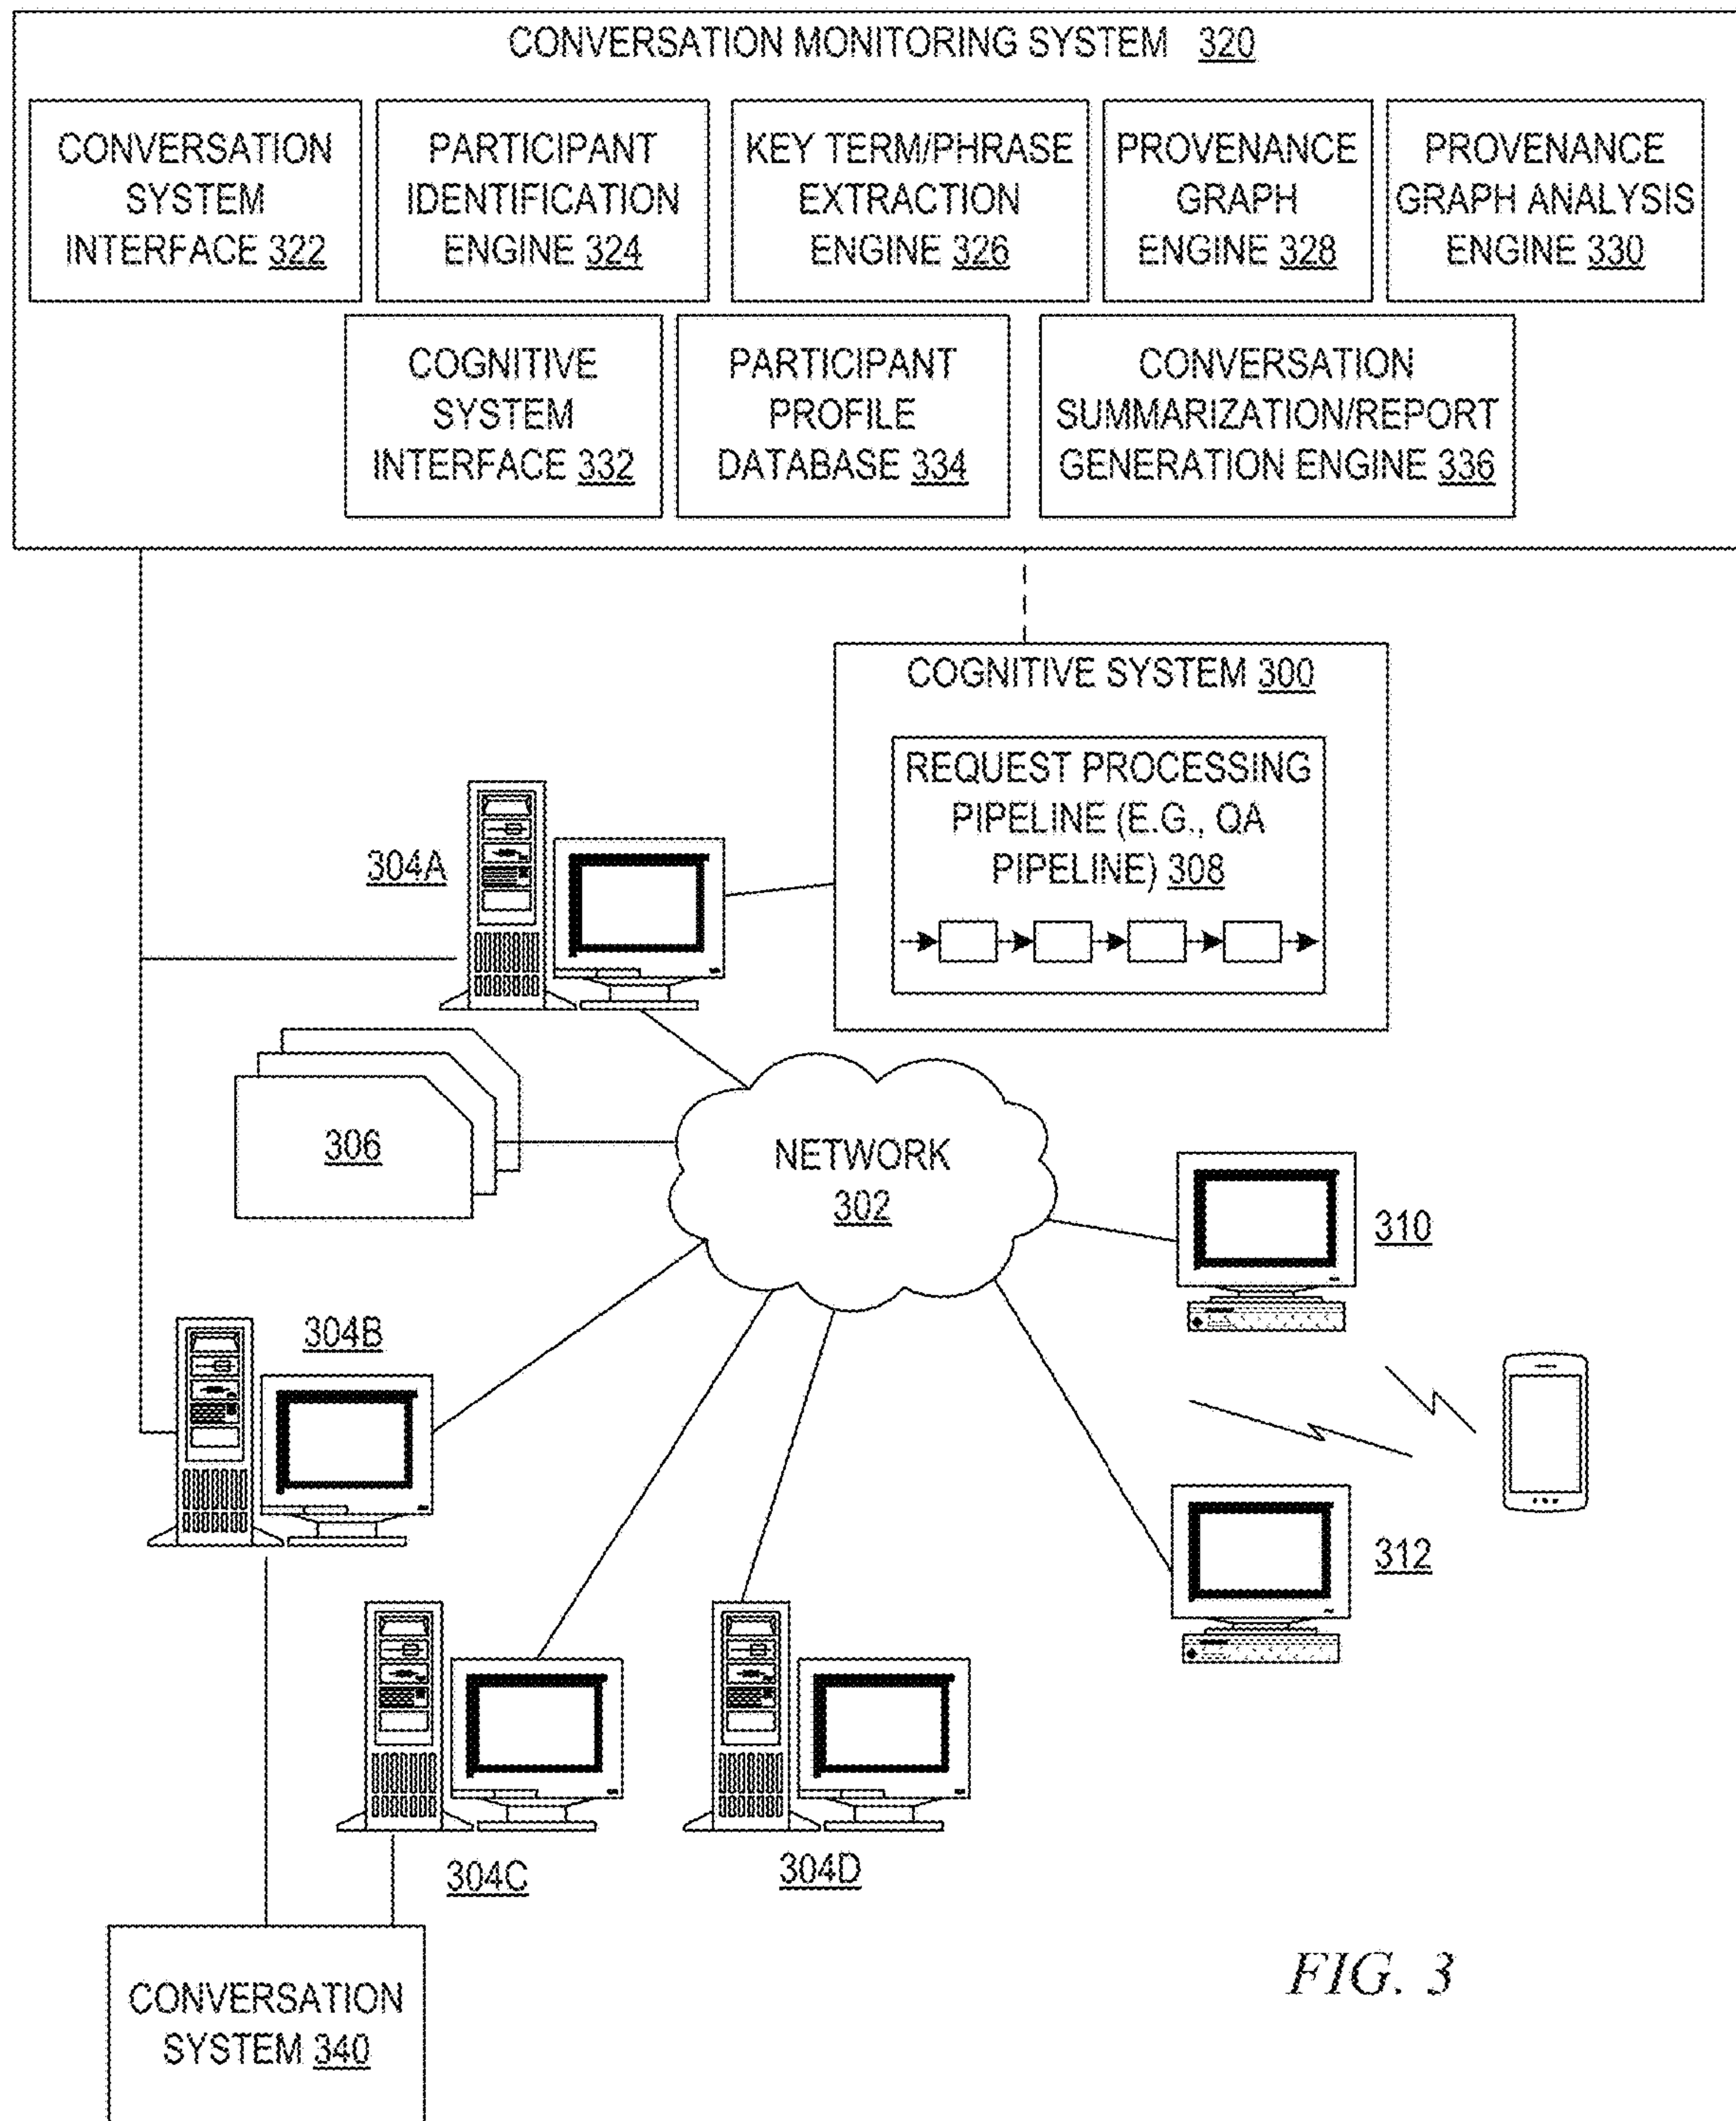 CONVERSATION MONITORING SYSTEM 320
CONVERSATION
SYSTEM
INTERFACE 322
PARTICIPANT
IDENTIFICATION
ENGINE 324
KEY TERM/PHRASE
EXTRACTION
ENGINE 326
PROVENANCE
GRAPH
ENGINE 328
PROVENANCE
GRAPH ANALYSIS
ENGINE 330
COGNITIVE
SYSTEM
INTERFACE 332
PARTICIPANT
PROFILE
DATABASE 334
CONVERSATION
SUMMARIZATION/REPORT
GENERATION ENGINE 336
COGNITIVE SYSTEM 300
REQUEST PROCESSING
PIPELINE (E.G., QA
PIPELINE) 308
304A
306
NETWORK
302
310
304B
312
304C
304D
CONVERSATION
SYSTEM 340
FIG. 3